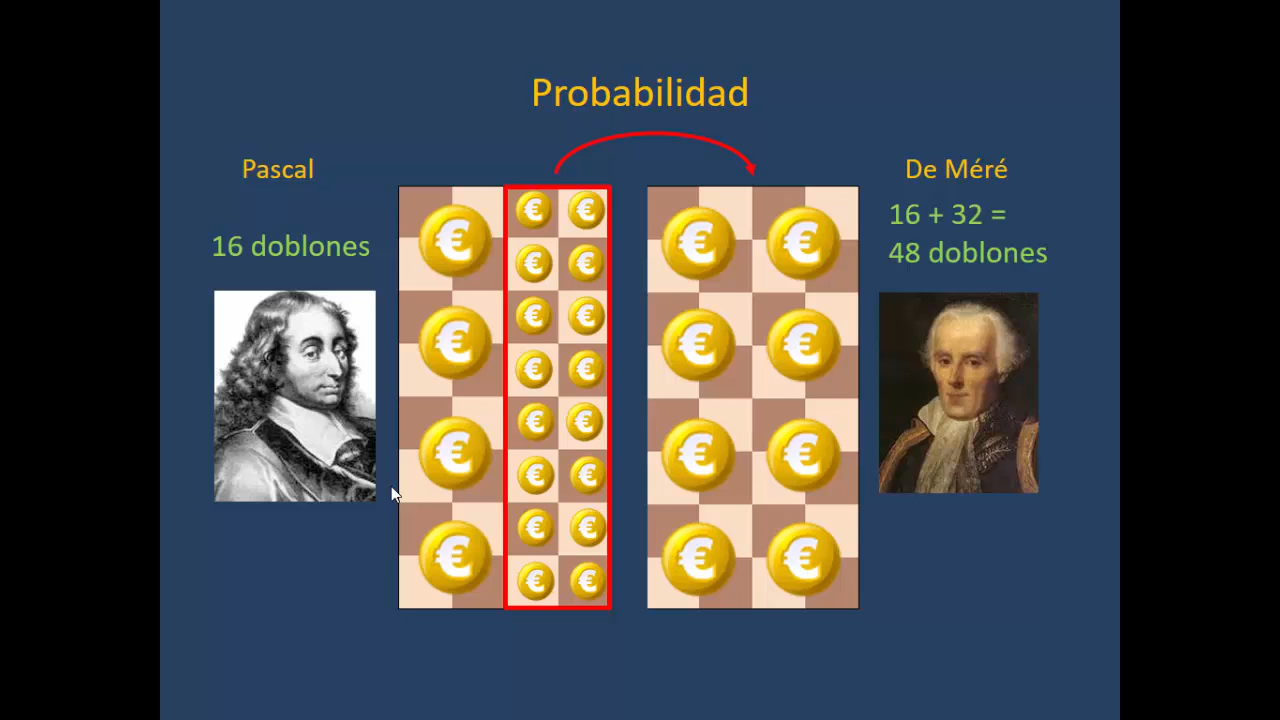 Probabilidad
Pascal
De Méré
16 doblones
16 + 32 =
48 doblones